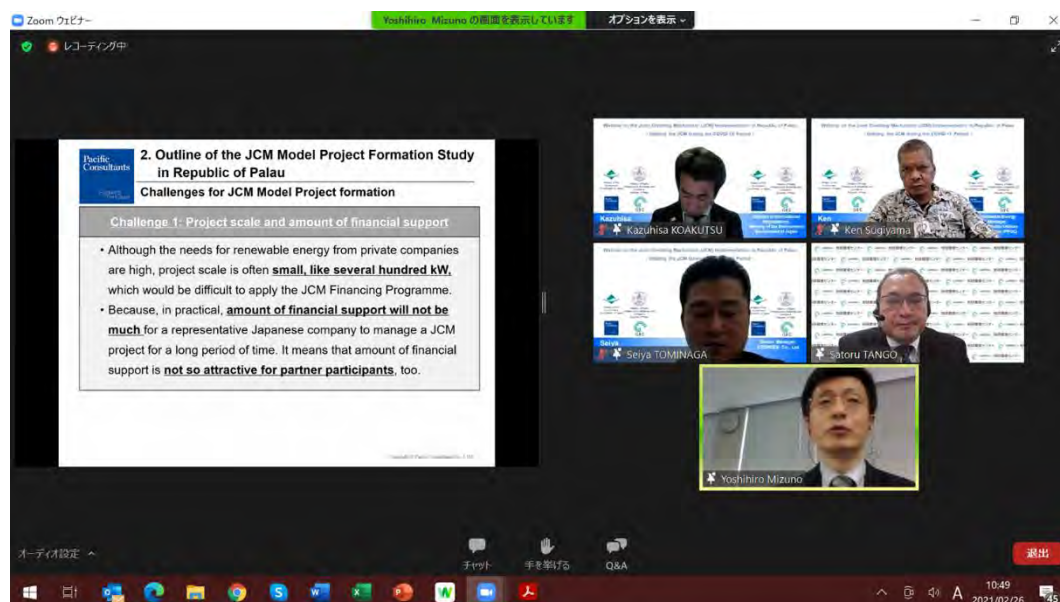 Zoom ウェビナー
Yoshihiro Mizuno の画面を表示しています
オプションを表示
レコーディング中
Pacific
Consultants
2. Outline of the JCM Model Project Formation Study
in Republic of Palau
Challenges for JCM Model Project formation
Challenge 1: Project scale and amount of financial support
• Although the needs for renewable energy from private companies
are high, project scale is often small, like several hundred kW,
which would be difficult to apply the JCM Financing Programme.
• Because, in practical, amount of financial support will not be
much for a representative Japanese company to manage a JCM
project for a long period of time. It means that amount of financial
support is not so attractive for partner participants, too.
Kazuhisa
Kazuhisa KOAKUTSU
Ken
Ken Sugiyama
Seiya
Seiya TOMINAGA
Satoru TANGO
Yoshihiro Mizuno
オーディオ設定
チャット
手を挙げる
Q&A
退出
A
10:49
2021/02/26
45